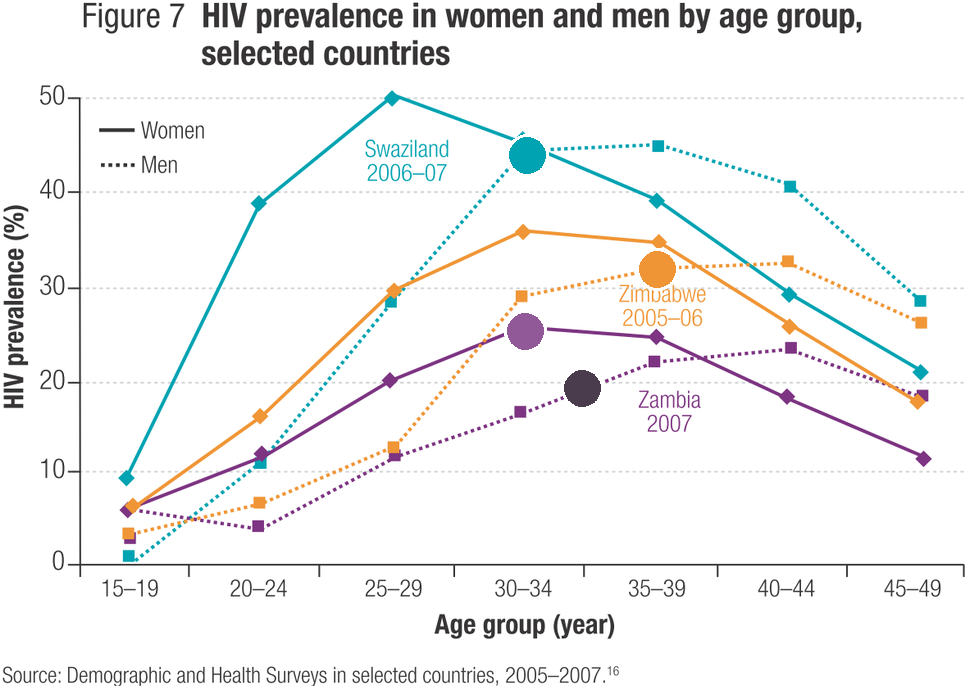 Figure 7 HIV prevalence in women and men by age group,
selected countries
50
40
30
20
10
0
HIV prevalence (%)
Women
Men
Swaziland
2006–07
Zimbabwe
2005–06
Zambia
2007
15–19 20–24 25–29 30–34 35–39 40–44 45–49
Age group (year)
Source: Demographic and Health Surveys in selected countries, 2005–2007.16